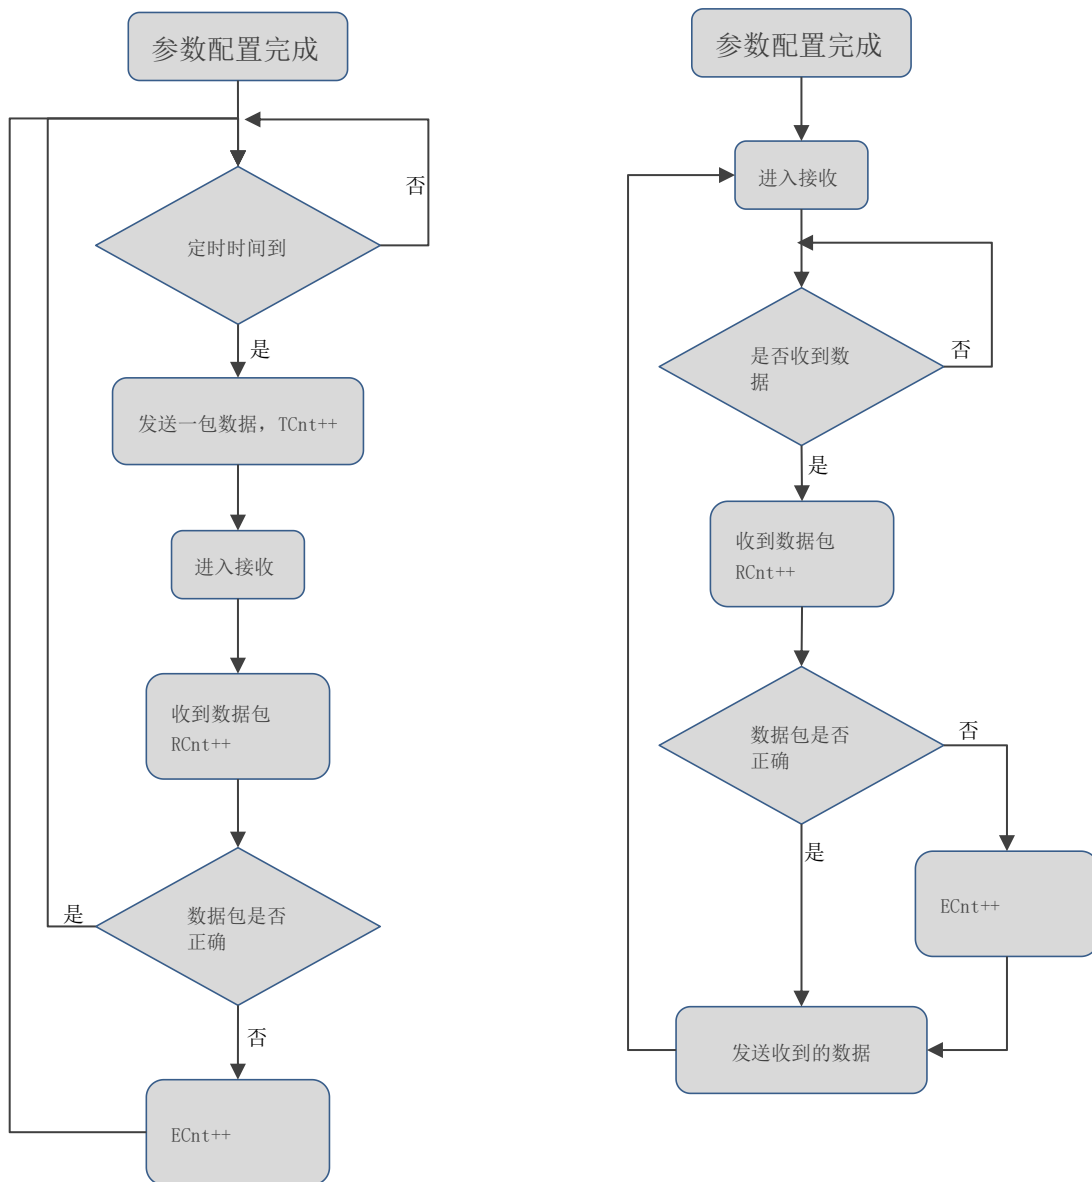 参数配置完成
否
定时时间到
是
发送一包数据，TCnt++
进入接收
收到数据包
RCnt++
是
数据包是否
正确
否
ECnt++
参数配置完成
进入接收
是否收到数
据
否
是
收到数据包
RCnt++
数据包是否
正确
否
是
ECnt++
发送收到的数据